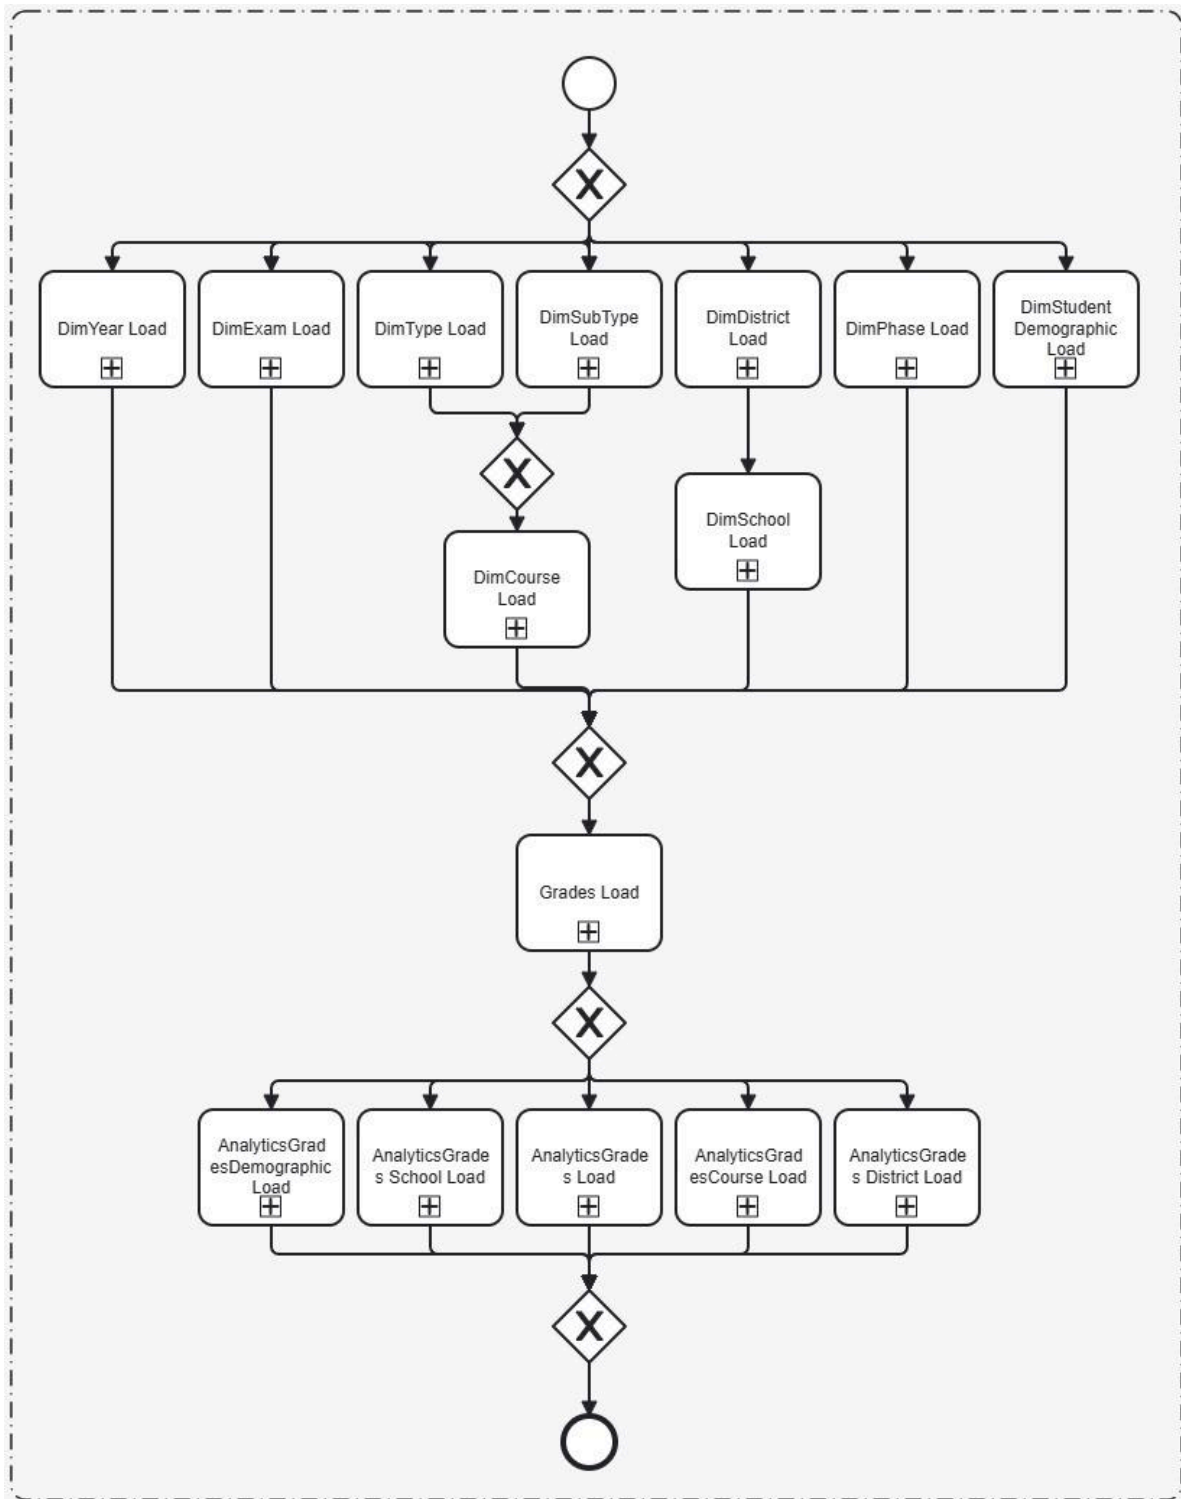 X
DimYear Load
DimExam Load
DimType Load
DimSubType
Load
DimDistrict
Load
DimPhase Load
DimStudent
Demographic
Load
X
DimSchool
Load
DimCourse
Load
X
Grades Load
X
AnalyticsGrad
esDemographic
Load
AnalyticsGrade
s School Load
AnalyticsGrade
s Load
AnalyticsGrad
esCourse Load
AnalyticsGrade
s District Load
X